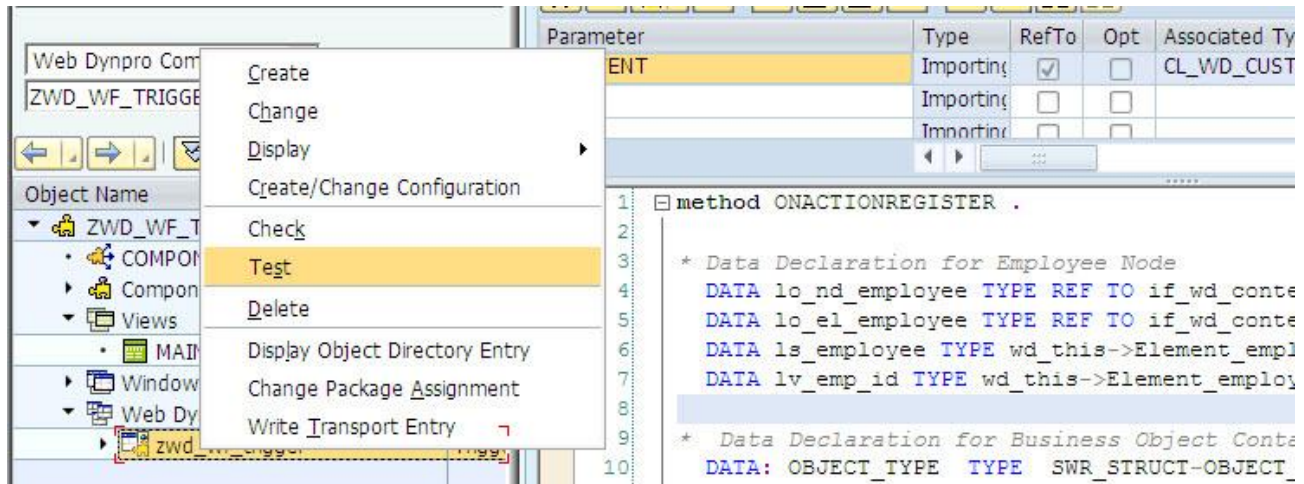 Web Dynpro Com
ZWD_WF_TRIGGE
Object Name
ZWD_WF_T
COMPON
Compon
Views
MAIN
Window
Web Dy
zwd
Create
Change
Display
Create/Change Configuration
Check
Test
Delete
Display Object Directory Entry
Change Package Assignment
Write Transport Entry
Parameter Type RefTo Opt Associated Ty
ENT Importing CL_WD_CUST
Importing
Importing
1 method ONACTIONREGISTER .
2
3 * Data Declaration for Employee Node
4 DATA lo_nd_employee TYPE REF TO if_wd_conte
5 DATA lo_el_employee TYPE REF TO if_wd_conte
6 DATA ls_employee TYPE wd_this->Element_empl
7 DATA lv_emp_id TYPE wd_this->Element_employ
8
9 * Data Declaration for Business Object Conta
10 DATA: OBJECT_TYPE TYPE SWR_STRUCT-OBJECT_